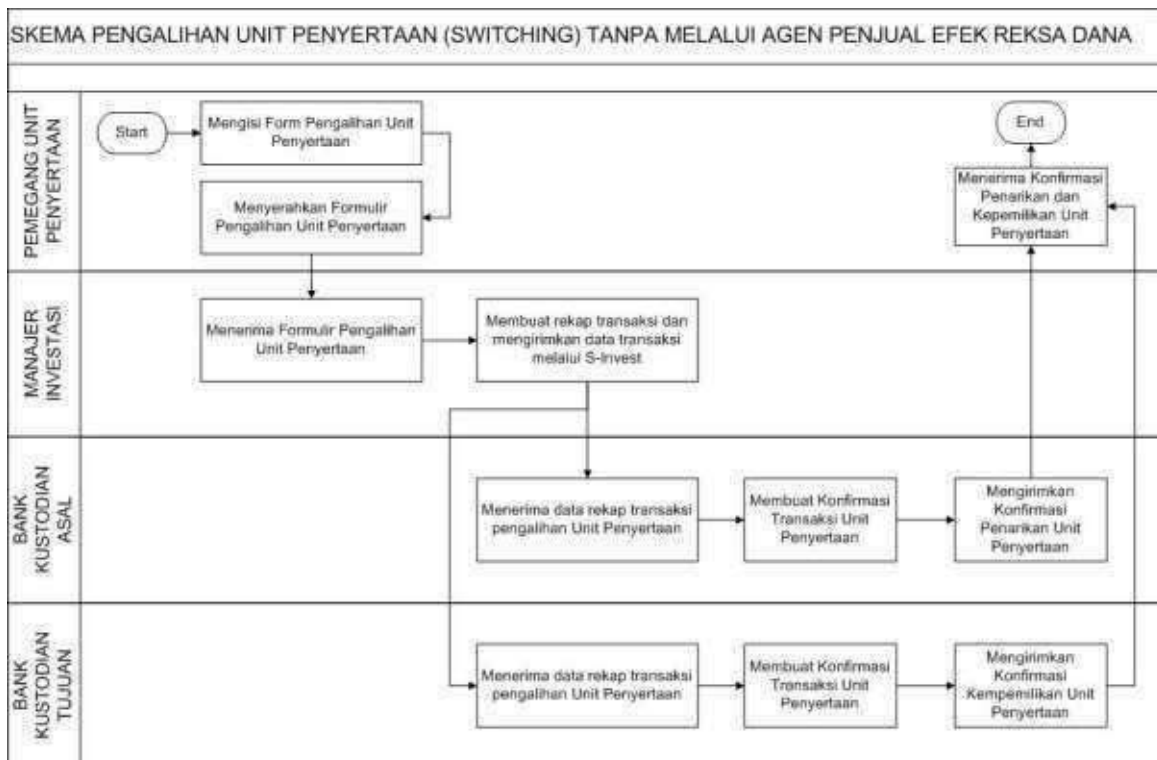 SKEMA PENGALIHAN UNIT PENYERTAAN (SWITCHING) TANPA MELALUI AGEN PENJUAL EFEK REKSA DANA
PEMEGANG UNIT
PENYERTAAN
Start
Mengisi Form Pengalihan Unit
Penyertaan
Menyerahkan Formulir
Pengalihan Unit Penyertaan
End
Menerima Konfirmasi
Penarikan dan
Kepemilikan Unit
Penyertaan
MANAJER
INVESTASI
Menerima Formulir Pengalihan
Unit Penyertaan
Membuat rekap transaksi dan
mengirimkan data transaksi
melalui S-Invest
BANK
KUSTODIAN
ASAL
Menerima data rekap transaksi
pengalihan Unit Penyertaan
Membuat Konfirmasi
Transaksi Unit
Penyertaan
Mengirimkan
Konfirmasi
Penarikan Unit
Penyertaan
BANK
KUSTODIAN
TUJUAN
Menerima data rekap transaksi
pengalihan Unit Penyertaan
Membuat Konfirmasi
Transaksi Unit
Penyertaan
Mengirimkan
Konfirmasi
Kempemilikan Unit
Penyertaan